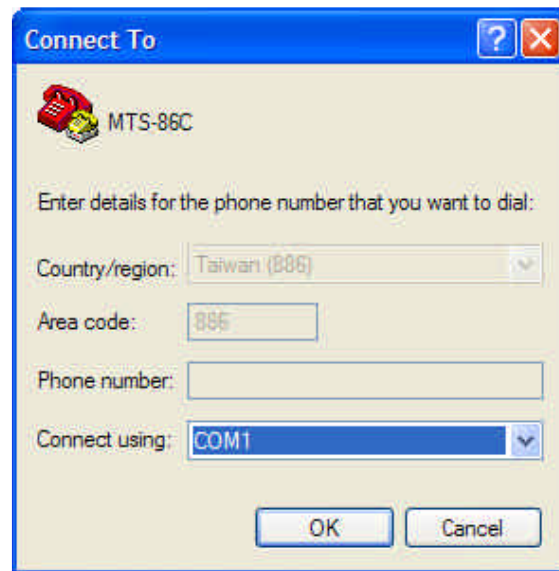 Connect To
MTS-86C
Enter details for the phone number that you want to dial:
Country/region: Taiwan (886)
Area code: 886
Phone number:
Connect using: COM1
OK Cancel